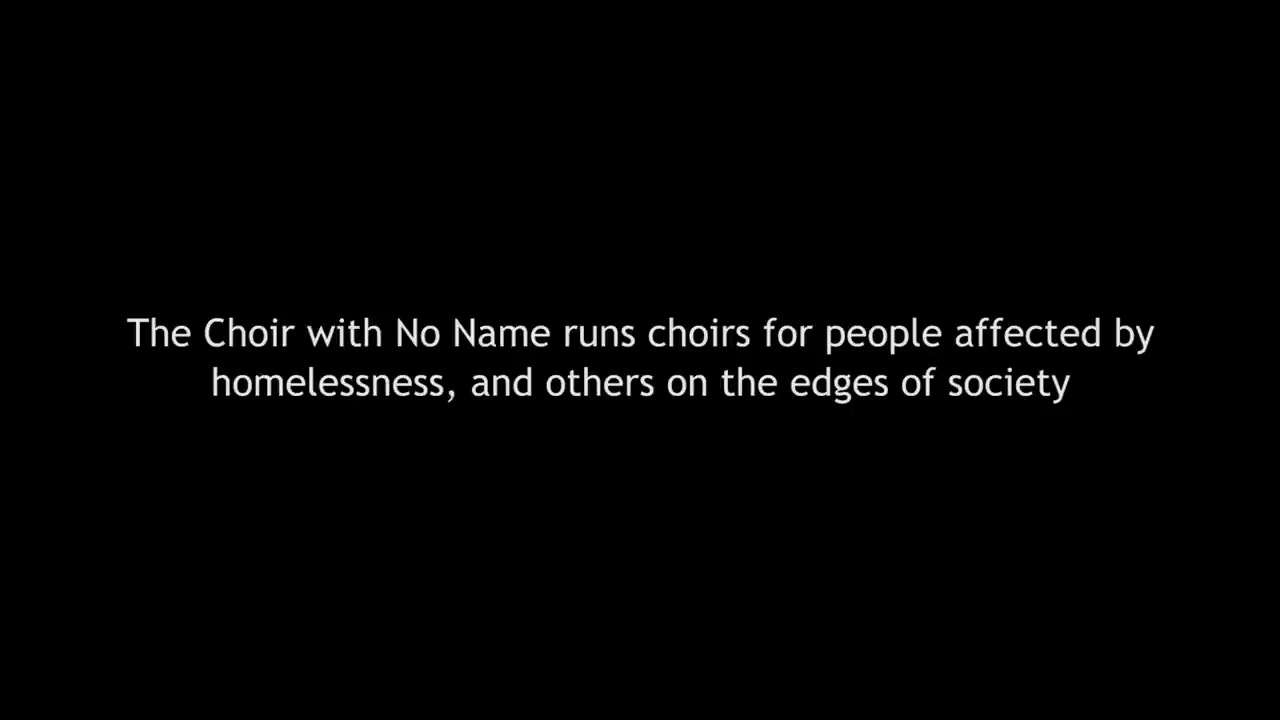 The Choir with No Name runs choirs for people affected by
homelessness, and others on the edges of society